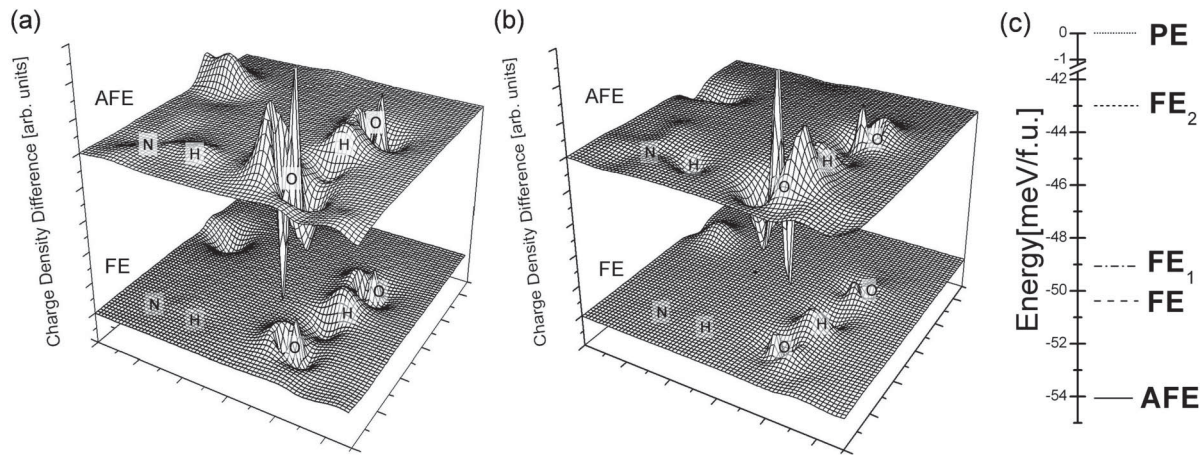 (a)
Charge Density Difference [arb. units]
AFE
N
H
O
H
O
FE
N
H
O
H
O
(b)
Charge Density Difference [arb. units]
AFE
N
H
O
H
O
FE
N
H
O
H
O
(c)
Energy[meV/f.u.]
0
-1
-42
-44
-46
-48
-50
-52
-54
PE
FE₂
FE₁
FE
AFE